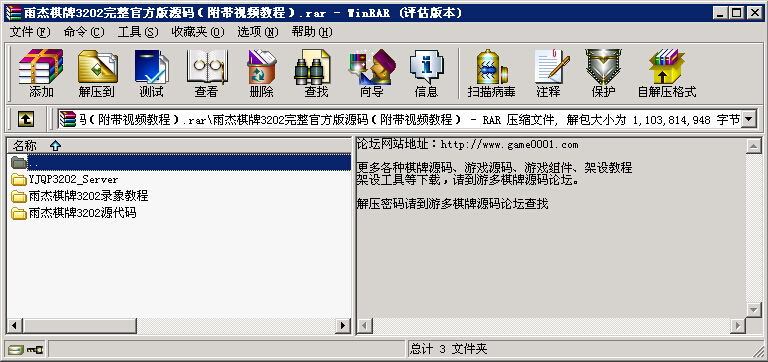 雨杰棋牌3202完整官方版源码(附带视频教程).rar - WinRAR (评估版本)
文件(F) 命令(C) 工具(S) 收藏夹(O) 选项(N) 帮助(H)
添加 解压到 测试 查看 删除 查找 向导 信息 扫描病毒 注释 保护 自解压格式
(附带视频教程).rar\雨杰棋牌3202完整官方版源码(附带视频教程) - RAR 压缩文件, 解包大小为 1,103,814,948 字节
名称
..
YJQP3202_Server
雨杰棋牌3202录象教程
雨杰棋牌3202源代码
论坛网站地址：http://www.game0001.com
更多各种棋牌源码、游戏源码、游戏组件、架设教程
架设工具等下载，请到游多棋牌源码论坛。
解压密码请到游多棋牌源码论坛查找
总计 3 文件夹